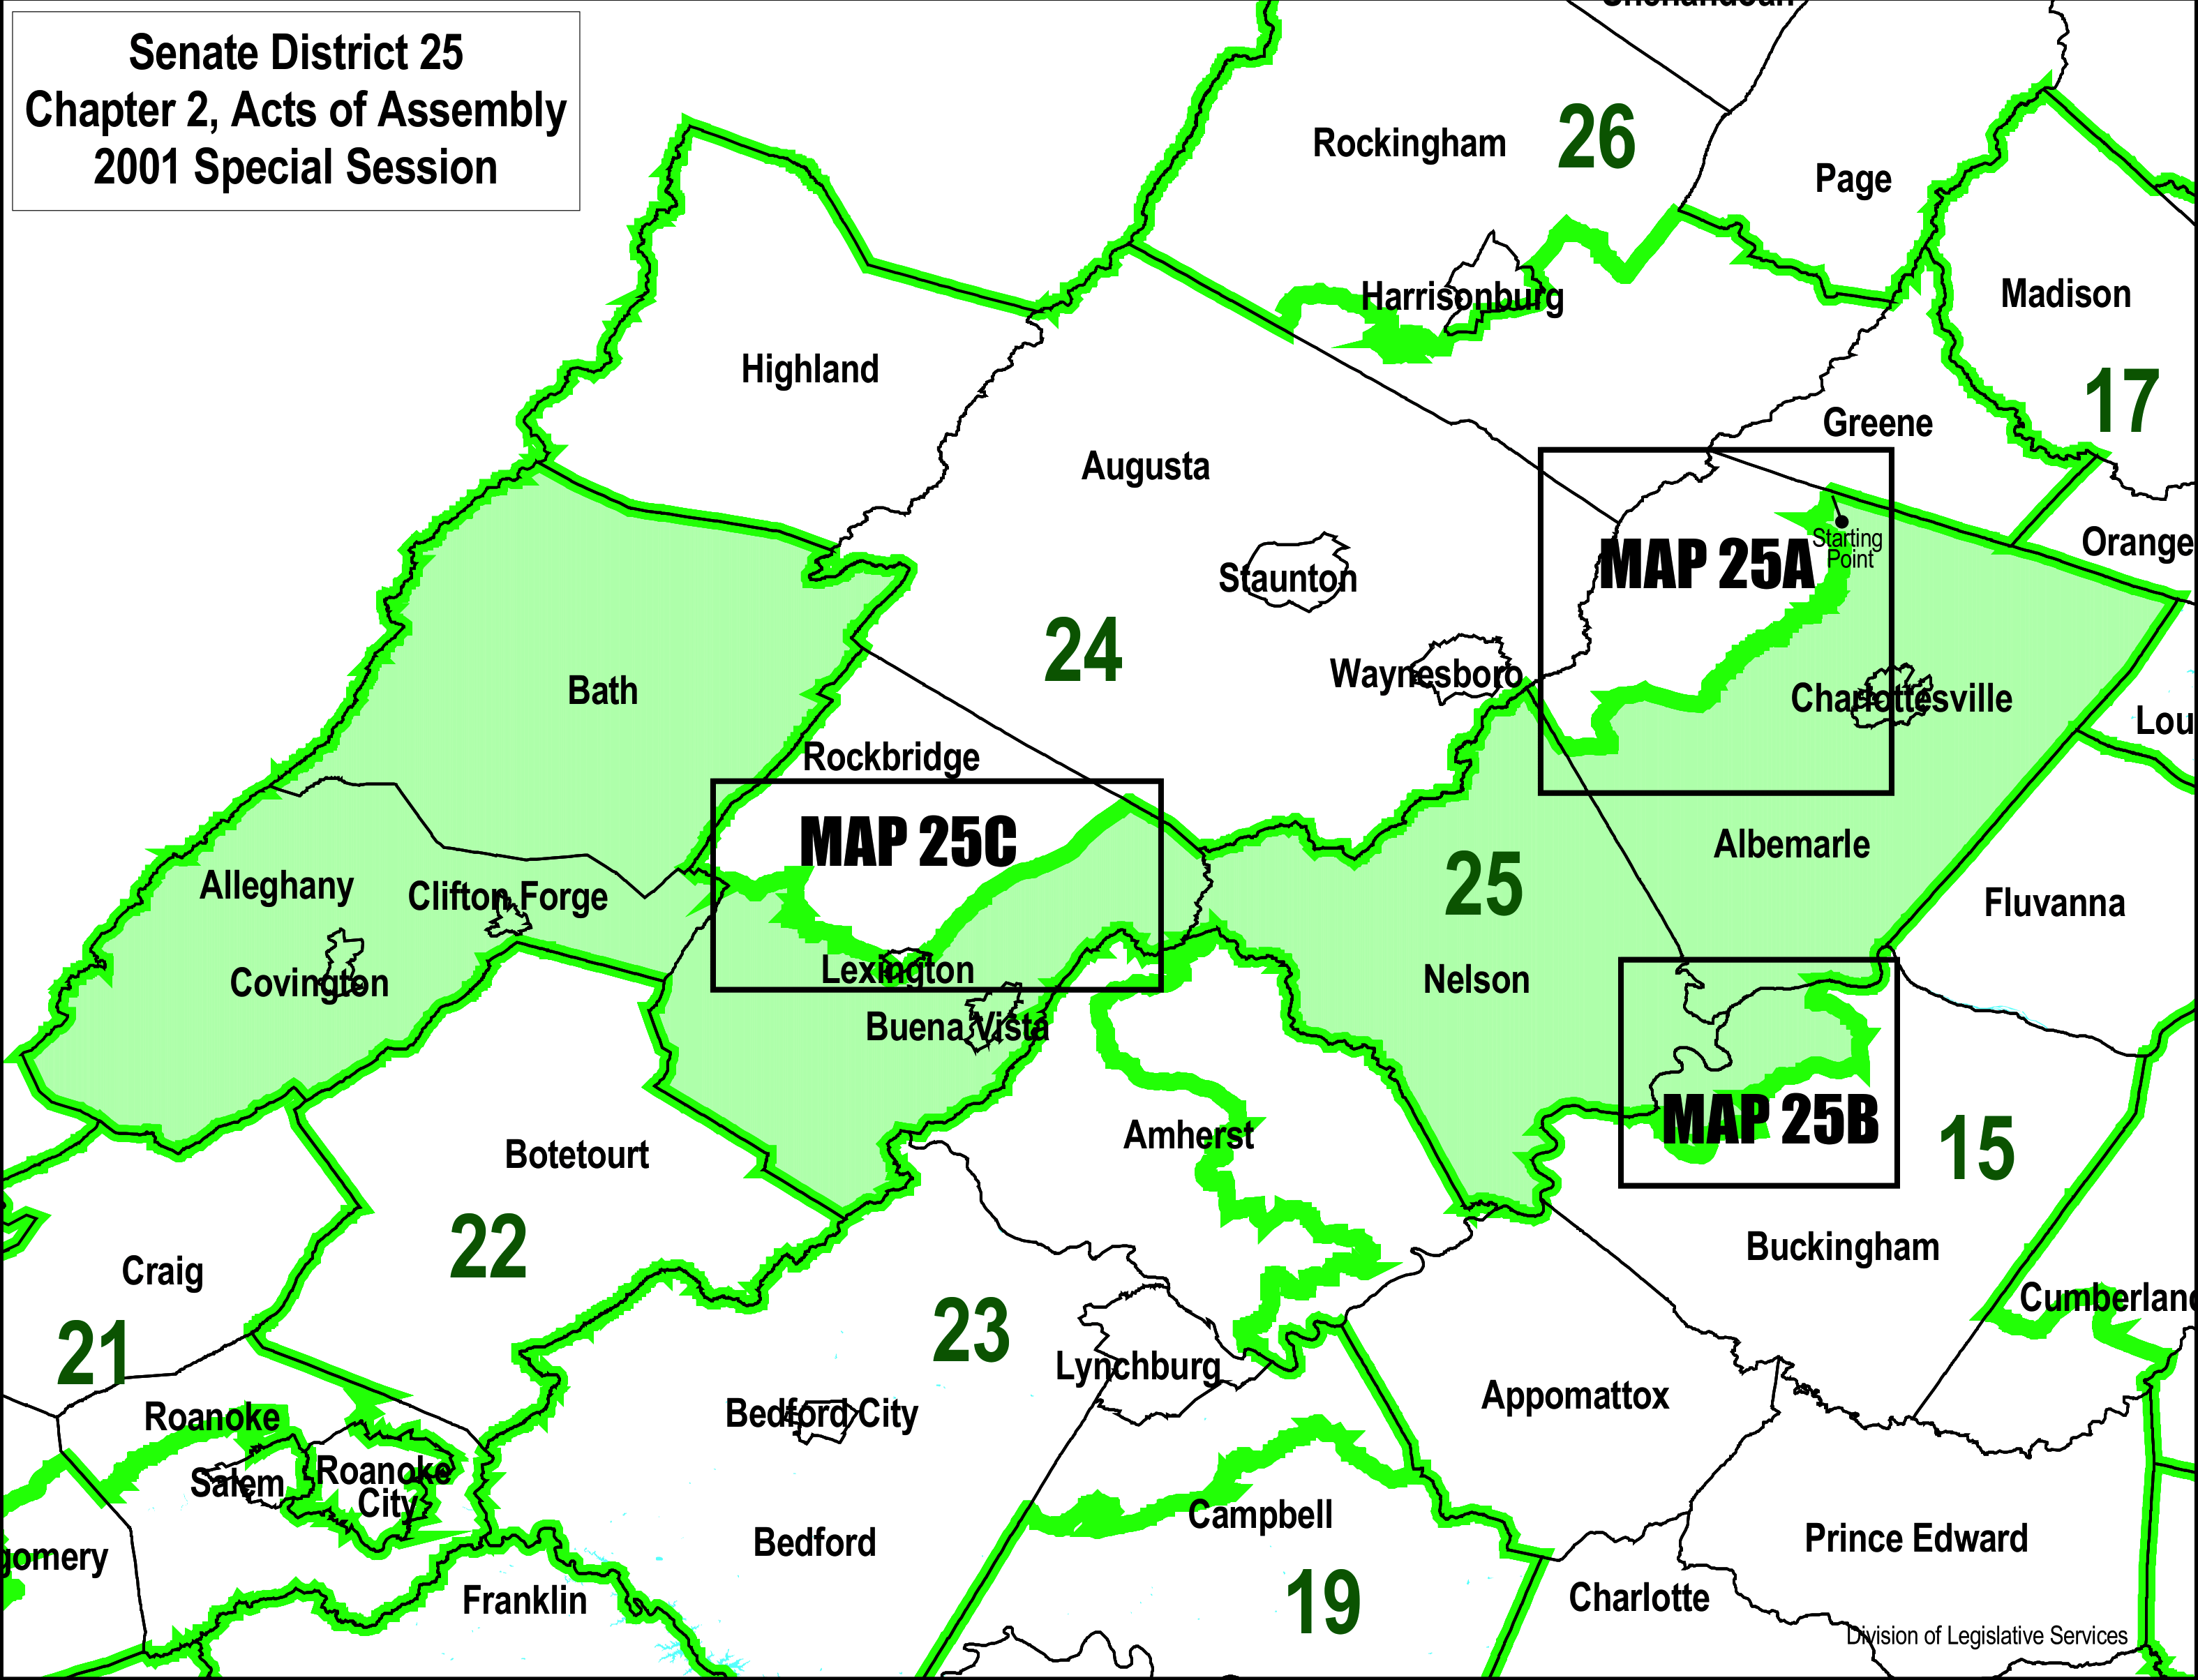 Senate District 25
Chapter 2, Acts of Assembly
2001 Special Session
Shenandoah
Rockingham
26
Page
Harrisonburg
Madison
Highland
17
Greene
Augusta
Orange
Starting
Point
MAP 25A
Staunton
24
Waynesboro
Bath
Charlottesville
Lou
Rockbridge
MAP 25C
Albemarle
Alleghany
Clifton Forge
25
Fluvanna
Lexington
Covington
Nelson
Buena Vista
MAP 25B
Amherst
15
Botetourt
22
Buckingham
Craig
Cumberland
23
21
Lynchburg
Appomattox
Bedford City
Roanoke
Roanoke
City
Salem
Campbell
Prince Edward
Bedford
gomery
Franklin
19
Charlotte
Division of Legislative Services